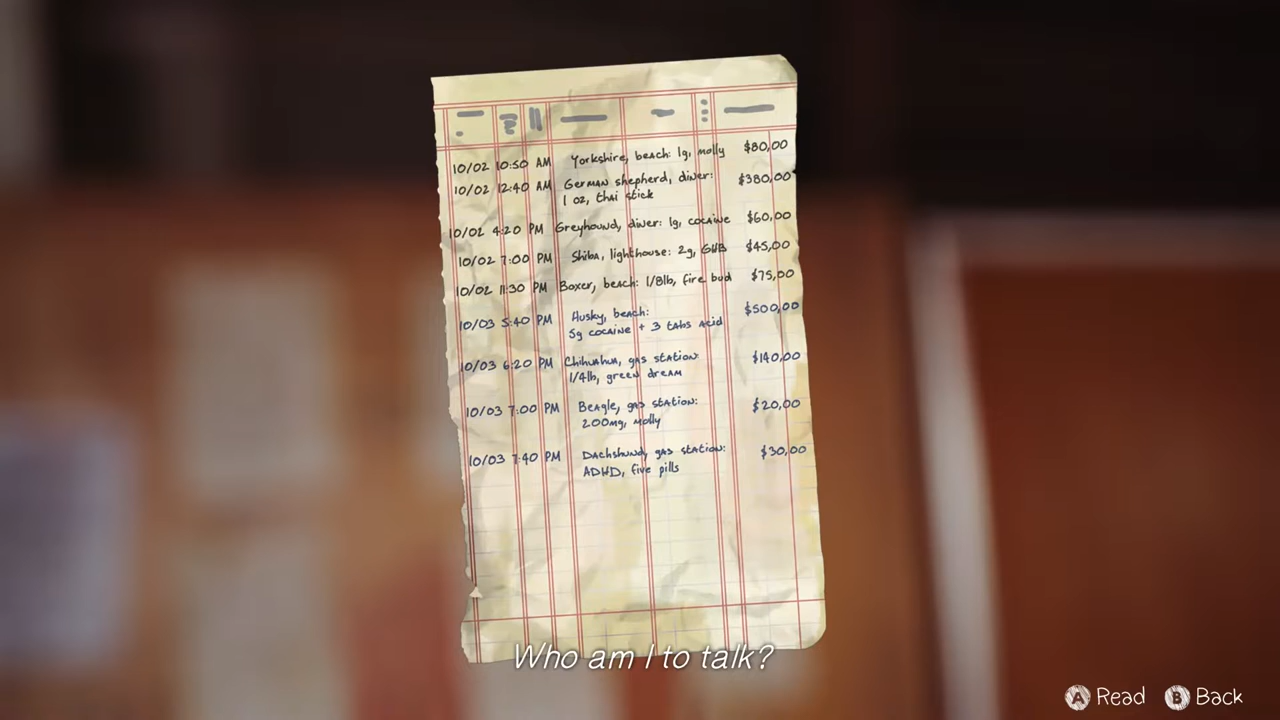 10/02 10:50 AM Yorkshire, beach: 1g, molly $80,00
10/02 12:40 AM German shepherd, diner: $380,00
1 oz, thai stick
10/02 4:20 PM Greyhound, diner: 1g, cocaine $60,00
10/02 7:00 PM Shiba, lighthouse: 2g, GHB $45,00
10/02 11:30 PM Boxer, beach: 1/8lb, fire bud $75,00
10/03 5:40 PM Husky, beach: $500,00
5g cocaine + 3 tabs acid
10/03 6:20 PM Chihuahua, gas station: $140,00
1/4lb, green dream
10/03 7:00 PM Beagle, gas station: $20,00
200mg, molly
10/03 7:40 PM Dachshund, gas station: $30,00
ADHD, five pills
Who am I to talk?
A Read B Back